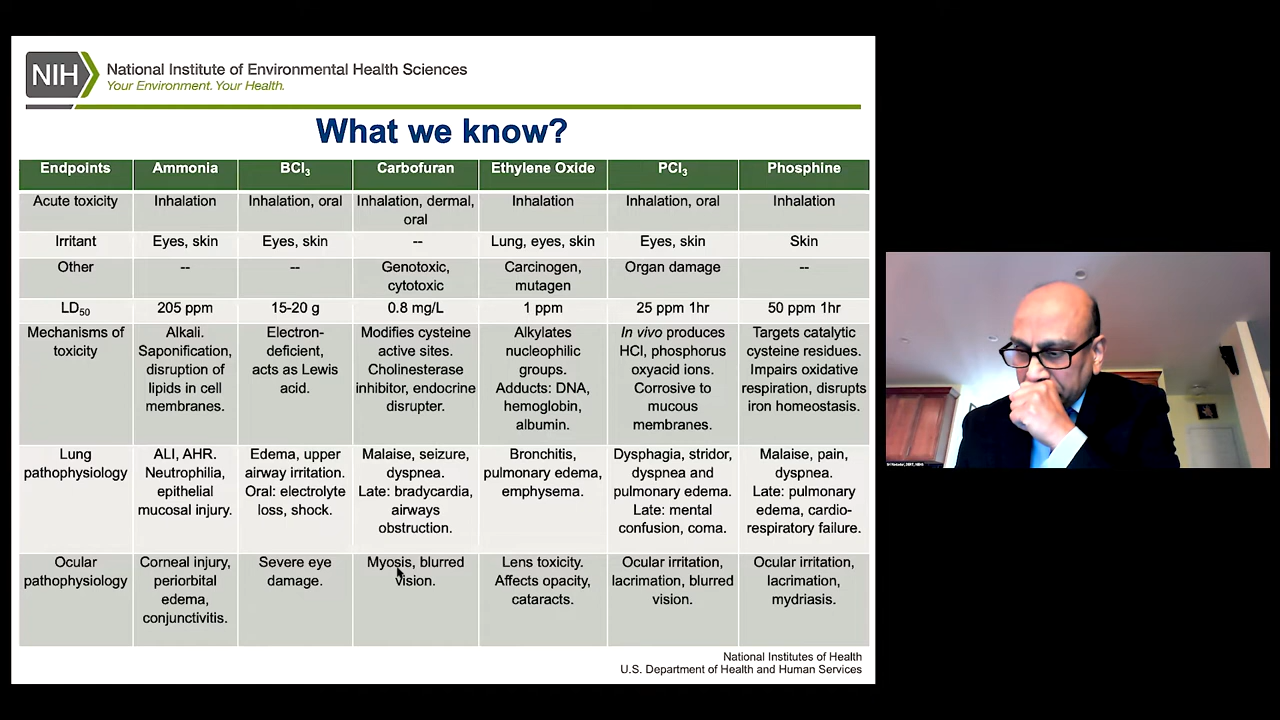 NIH
National Institute of Environmental Health Sciences
Your Environment. Your Health.
What we know?
Endpoints Ammonia BCl3 Carbofuran Ethylene Oxide PCl3 Phosphine
Acute toxicity Inhalation Inhalation, oral Inhalation, dermal, oral Inhalation Inhalation, oral Inhalation
Irritant Eyes, skin Eyes, skin -- Lung, eyes, skin Eyes, skin Skin
Other -- -- Genotoxic, cytotoxic Carcinogen, mutagen Organ damage --
LD50 205 ppm 15-20 g 0.8 mg/L 1 ppm 25 ppm 1hr 50 ppm 1hr
Mechanisms of toxicity
Alkali.
Saponification,
disruption of
lipids in cell
membranes.
Electron-
deficient,
acts as Lewis
acid.
Modifies cysteine
active sites.
Cholinesterase
inhibitor, endocrine
disrupter.
Alkylates
nucleophilic
groups.
Adducts: DNA,
hemoglobin,
albumin.
In vivo produces
HCl, phosphorus
oxyacid ions.
Corrosive to
mucous
membranes.
Targets catalytic
cysteine residues.
Impairs oxidative
respiration, disrupts
iron homeostasis.
Lung
pathophysiology
ALI, AHR.
Neutrophilia,
epithelial
mucosal injury.
Edema, upper
airway irritation.
Oral: electrolyte
loss, shock.
Malaise, seizure,
dyspnea.
Late: bradycardia,
airways
obstruction.
Bronchitis,
pulmonary edema,
emphysema.
Dysphagia, stridor,
dyspnea and
pulmonary edema.
Late: mental
confusion, coma.
Malaise, pain,
dyspnea.
Late: pulmonary
edema, cardio-
respiratory failure.
Ocular
pathophysiology
Corneal injury,
periorbital
edema,
conjunctivitis.
Severe eye
damage.
Myosis, blurred
vision.
Lens toxicity.
Affects opacity,
cataracts.
Ocular irritation,
lacrimation, blurred
vision.
Ocular irritation,
lacrimation,
mydriasis.
National Institutes of Health
U.S. Department of Health and Human Services